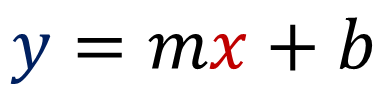 y = mx + b